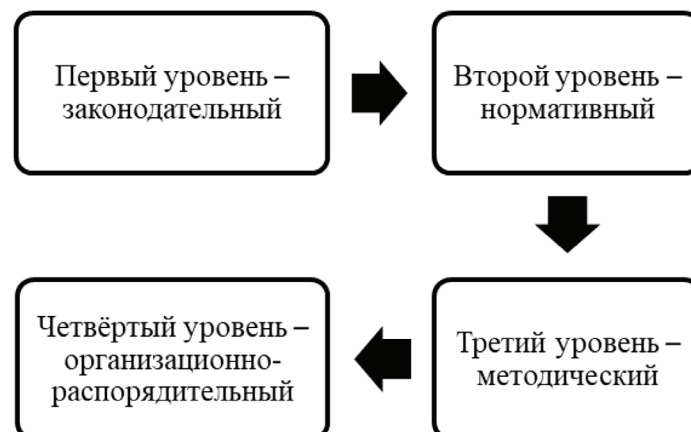 Первый уровень –
законодательный
Второй уровень –
нормативный
Третий уровень –
методический
Четвёртый уровень –
организационно-
распорядительный